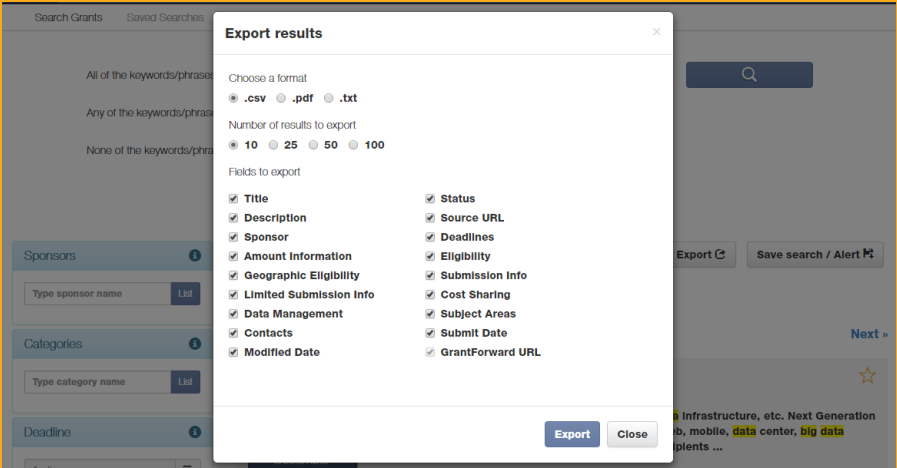 Search Grants Saved Searches
Export results ×
All of the keywords/phrases
Any of the keywords/phrase
None of the keywords/phra
Choose a format
.csv .pdf .txt
Number of results to export
10 25 50 100
Fields to export
Title Status
Description Source URL
Sponsor Deadlines
Amount Information Eligibility
Geographic Eligibility Submission Info
Limited Submission Info Cost Sharing
Data Management Subject Areas
Contacts Submit Date
Modified Date GrantForward URL
Export Close
Sponsors
Type sponsor name List
Categories
Type category name List
Deadline
Export Save search / Alert
Next »
a Infrastructure, etc. Next Generation
eb, mobile, data center, big data
ipients ...